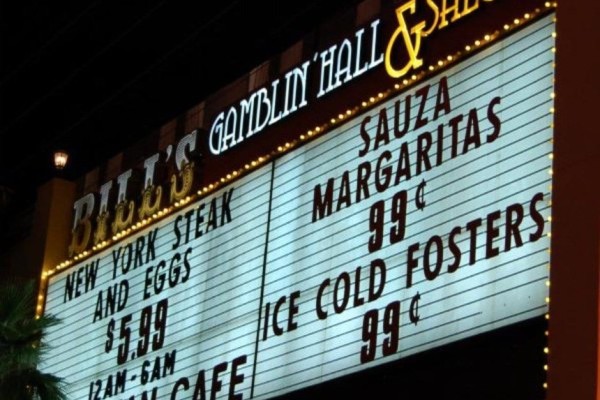 BILL'S GAMBLIN' HALL &
NEW YORK STEAK
AND EGGS
$5.99
12AM-6AM
CAFE
SAUZA
MARGARITAS
99¢
ICE COLD FOSTERS
99¢